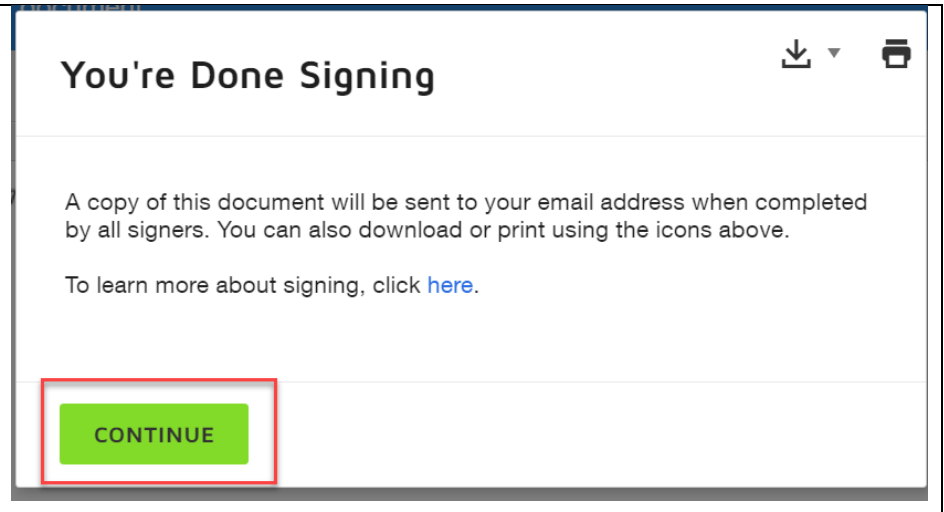 document
You're Done Signing
A copy of this document will be sent to your email address when completed
by all signers. You can also download or print using the icons above.
To learn more about signing, click here.
CONTINUE